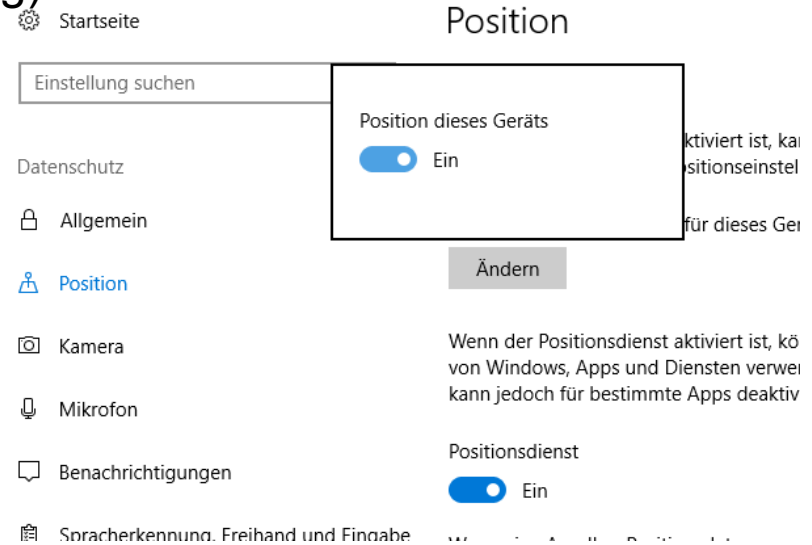 Startseite
Einstellung suchen
Datenschutz
Allgemein
Position
Kamera
Mikrofon
Benachrichtigungen
Spracherkennung, Freihand und Eingabe
Position
Position dieses Geräts
Ein
ktiviert ist, ka
sitionseinstel
für dieses Ger
Ändern
Wenn der Positionsdienst aktiviert ist, kö
von Windows, Apps und Diensten verwe
kann jedoch für bestimmte Apps deaktiv
Positionsdienst
Ein